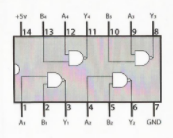 +5V B₄ A₄ Y₄ B₃ A₃ Y₃
14 13 12 11 10 9 8
1 2 3 4 5 6 7
A₁ B₁ Y₁ A₂ B₂ Y₂ GND